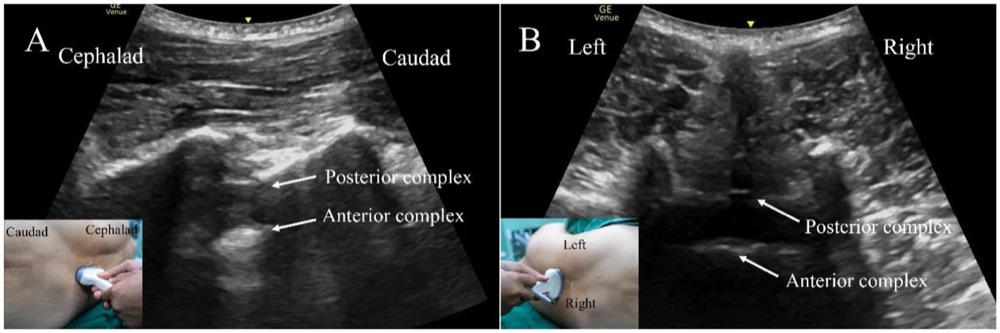 GE
Venue
A
Cephalad
Caudad
Posterior complex
Anterior complex
Caudad
Cephalad
GE
Venue
B
Left
Right
Posterior complex
Anterior complex
Left
Right